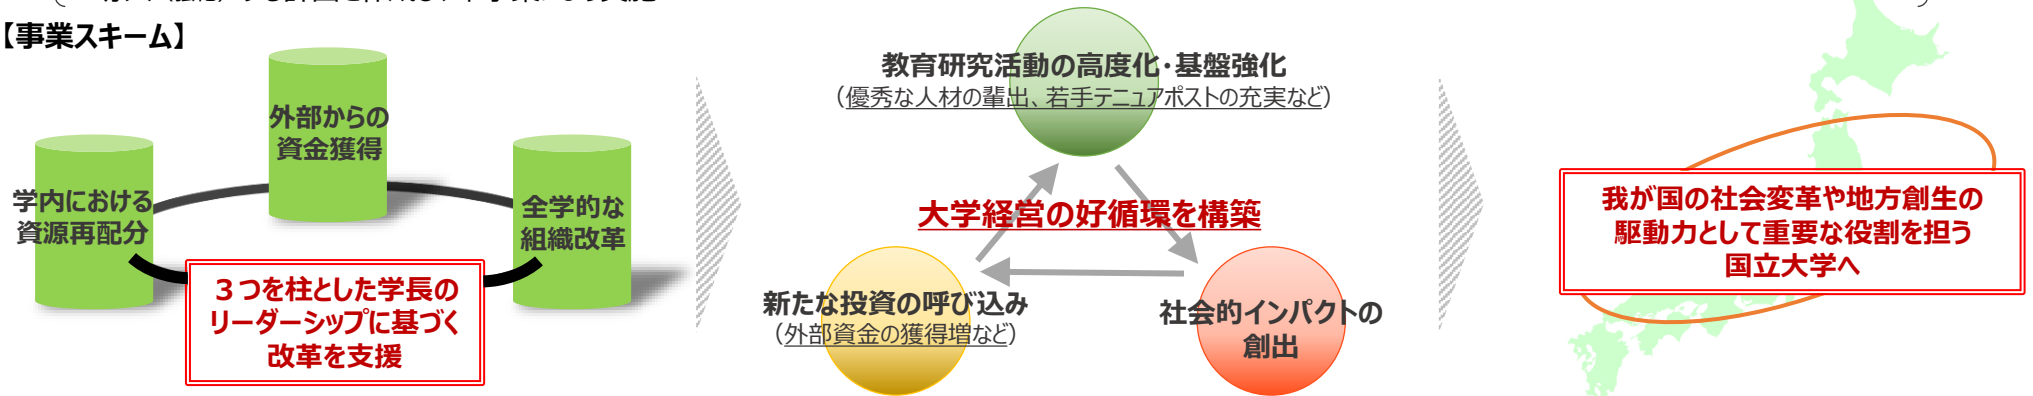 【事業スキーム】
外部からの
資金獲得
学内における
資源再配分
全学的な
組織改革
３つを柱とした学長の
リーダーシップに基づく
改革を支援
教育研究活動の高度化・基盤強化
（優秀な人材の輩出、若手テニュアポストの充実など）
大学経営の好循環を構築
新たな投資の呼び込み
（外部資金の獲得増など）
社会的インパクトの
創出
我が国の社会変革や地方創生の
駆動力として重要な役割を担う
国立大学へ